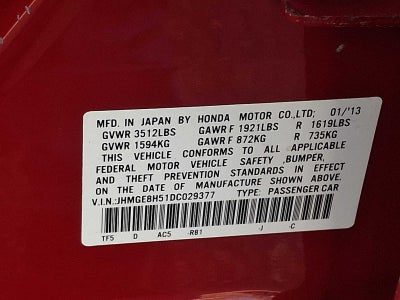 MFD. IN JAPAN BY HONDA MOTOR CO.,LTD; 01/'13
GVWR 3512LBS GAWR F 1921LBS R 1619LBS
GVWR 1594KG GAWR F 872KG R 735KG
THIS VEHICLE CONFORMS TO ALL APPLICABLE
FEDERAL MOTOR VEHICLE SAFETY ,BUMPER,
AND THEFT PREVENTION STANDARDS IN EFFECT
ON THE DATE OF MANUFACTURE SHOWN ABOVE.
V.I.N.:JHMGE8H51DC029377 TYPE: PASSENGER CAR
TF5 D AC5 -R81 -J -C